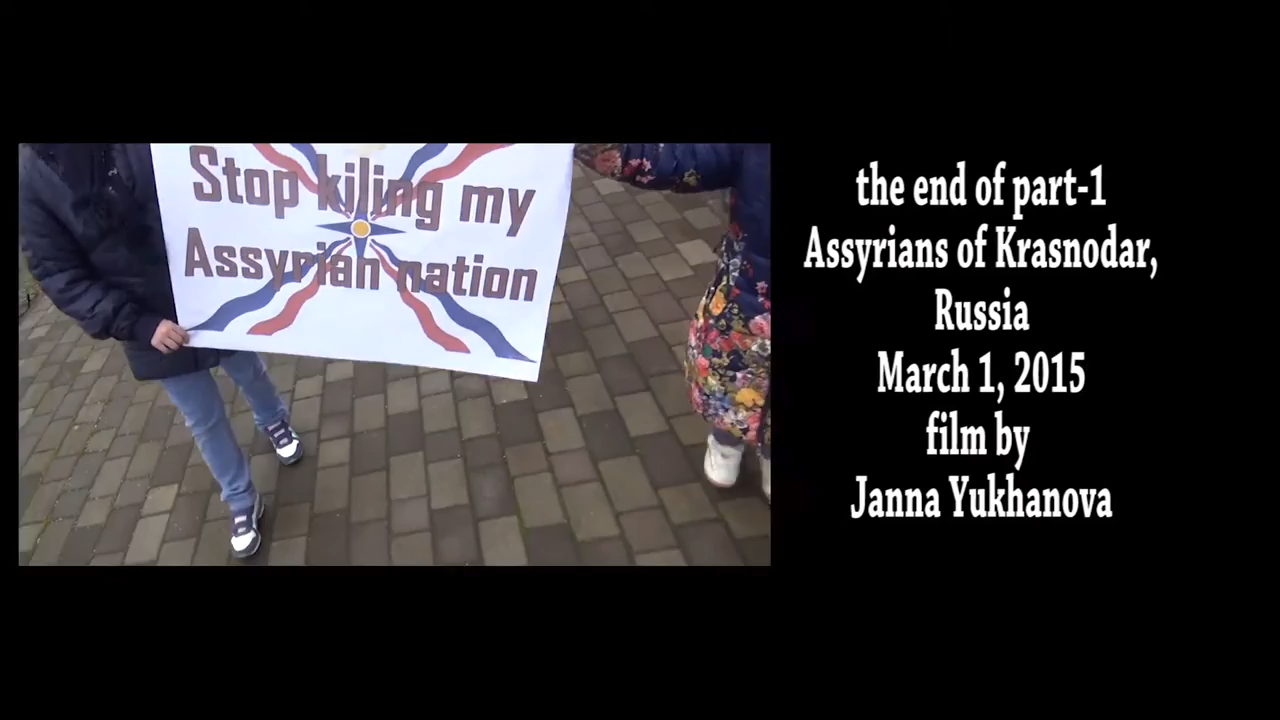 Stop kiling my
Assyrian nation
the end of part-1
Assyrians of Krasnodar,
Russia
March 1, 2015
film by
Janna Yukhanova